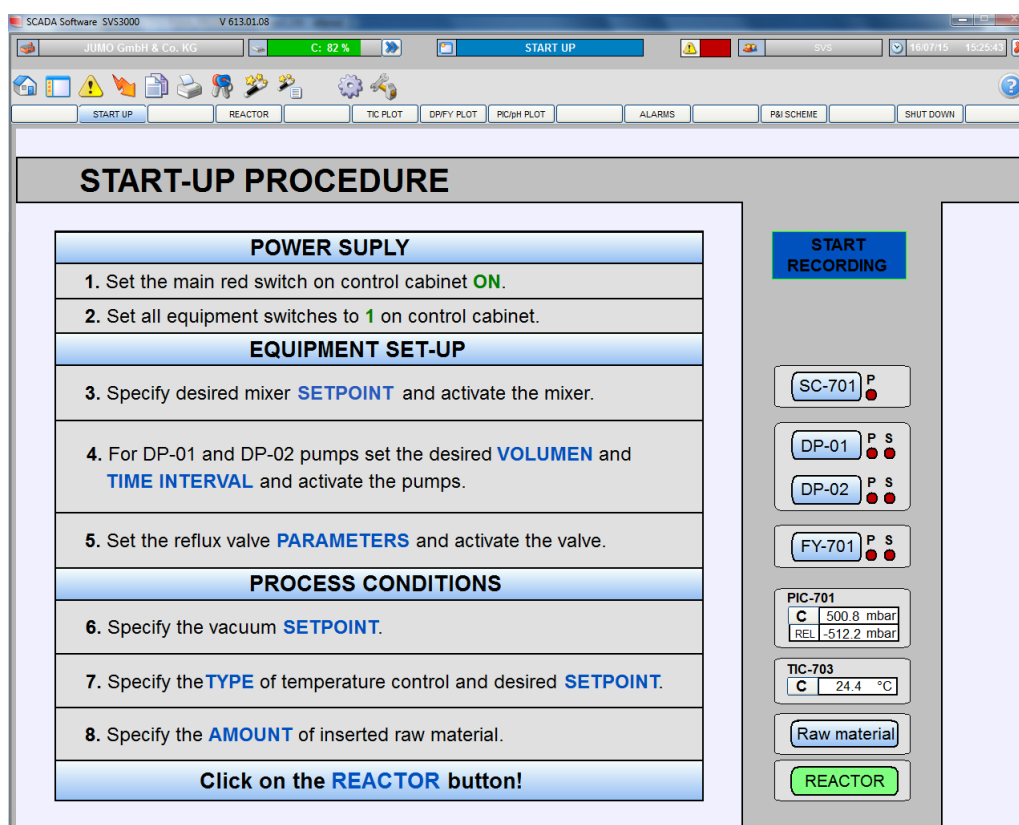 SCADA Software SVS3000 V 613.01.08
JUMO GmbH & Co. KG C: 82 % START UP SVS 16/07/15 15:25:43
START UP REACTOR TIC PLOT DP/FY PLOT PIC/pH PLOT ALARMS P&I SCHEME SHUT DOWN
START-UP PROCEDURE
POWER SUPLY
1. Set the main red switch on control cabinet ON.
2. Set all equipment switches to 1 on control cabinet.
EQUIPMENT SET-UP
3. Specify desired mixer SETPOINT and activate the mixer.
4. For DP-01 and DP-02 pumps set the desired VOLUMEN and
TIME INTERVAL and activate the pumps.
5. Set the reflux valve PARAMETERS and activate the valve.
PROCESS CONDITIONS
6. Specify the vacuum SETPOINT.
7. Specify the TYPE of temperature control and desired SETPOINT.
8. Specify the AMOUNT of inserted raw material.
Click on the REACTOR button!
START
RECORDING
SC-701 P
DP-01 P S
DP-02 P S
FY-701 P S
PIC-701
C 500.8 mbar
REL -512.2 mbar
TIC-703
C 24.4 °C
Raw material
REACTOR